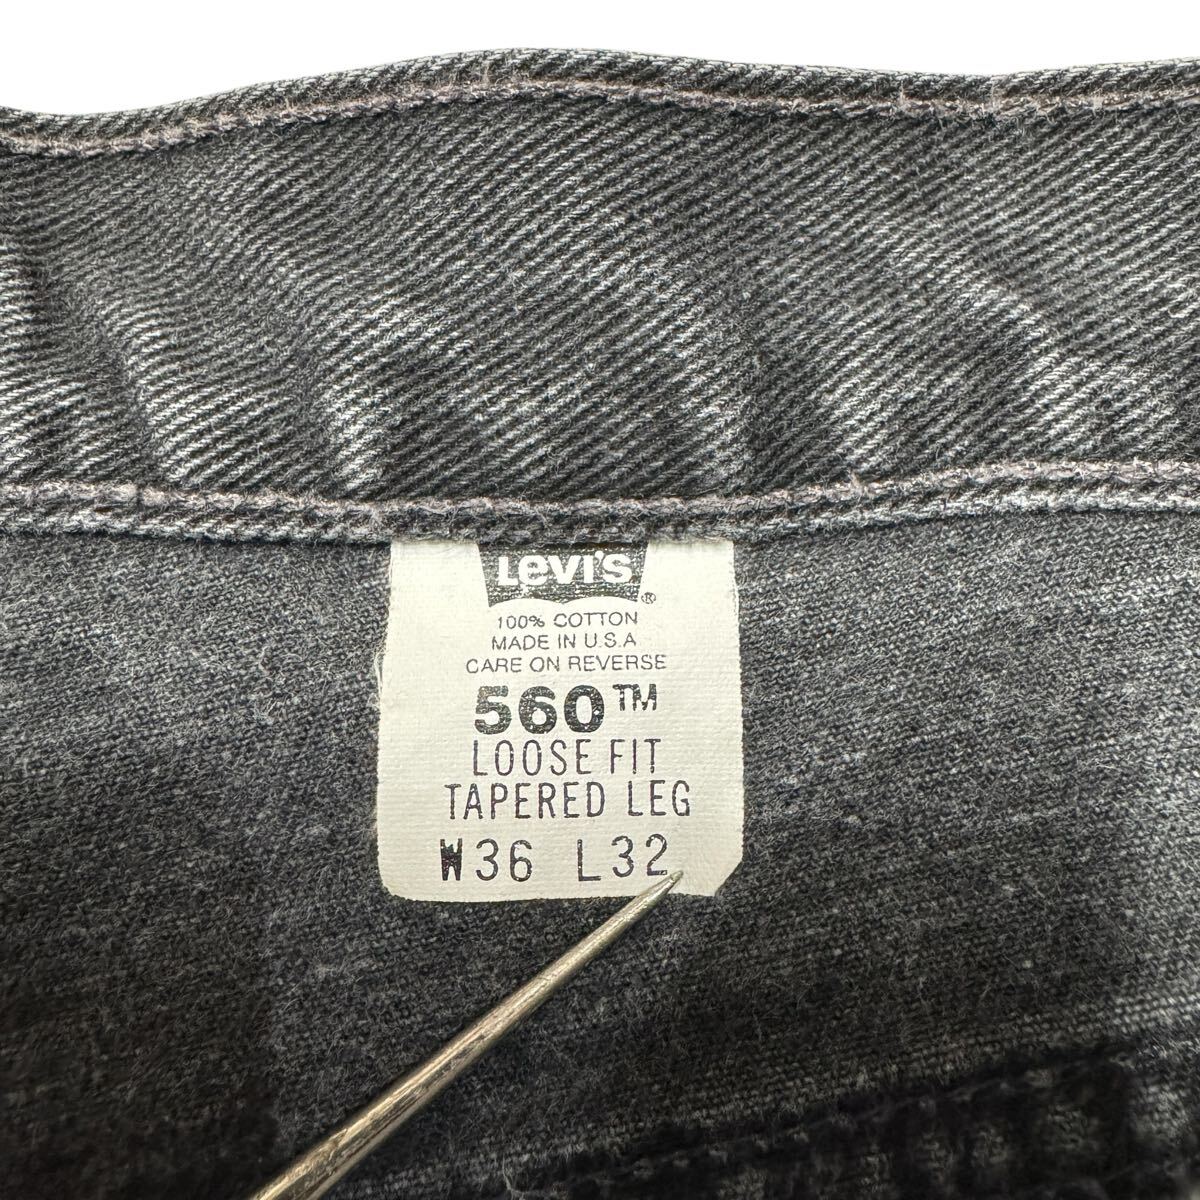 Levi's®
100% COTTON
MADE IN U.S.A
CARE ON REVERSE
560™
LOOSE FIT
TAPERED LEG
W36 L32